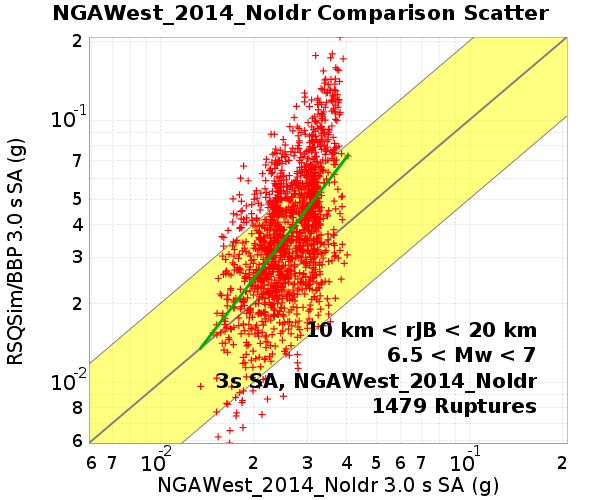 NGAWest_2014_NoIdr Comparison Scatter
2
10-1
7
5
4
3
2
10-2
8
6
RSQSim/BBP 3.0 s SA (g)
10 km < rJB < 20 km
6.5 < Mw < 7
3s SA, NGAWest_2014_NoIdr
1479 Ruptures
6 7 10-2 2 3 4 5 6 7 10-1 2
NGAWest_2014_NoIdr 3.0 s SA (g)